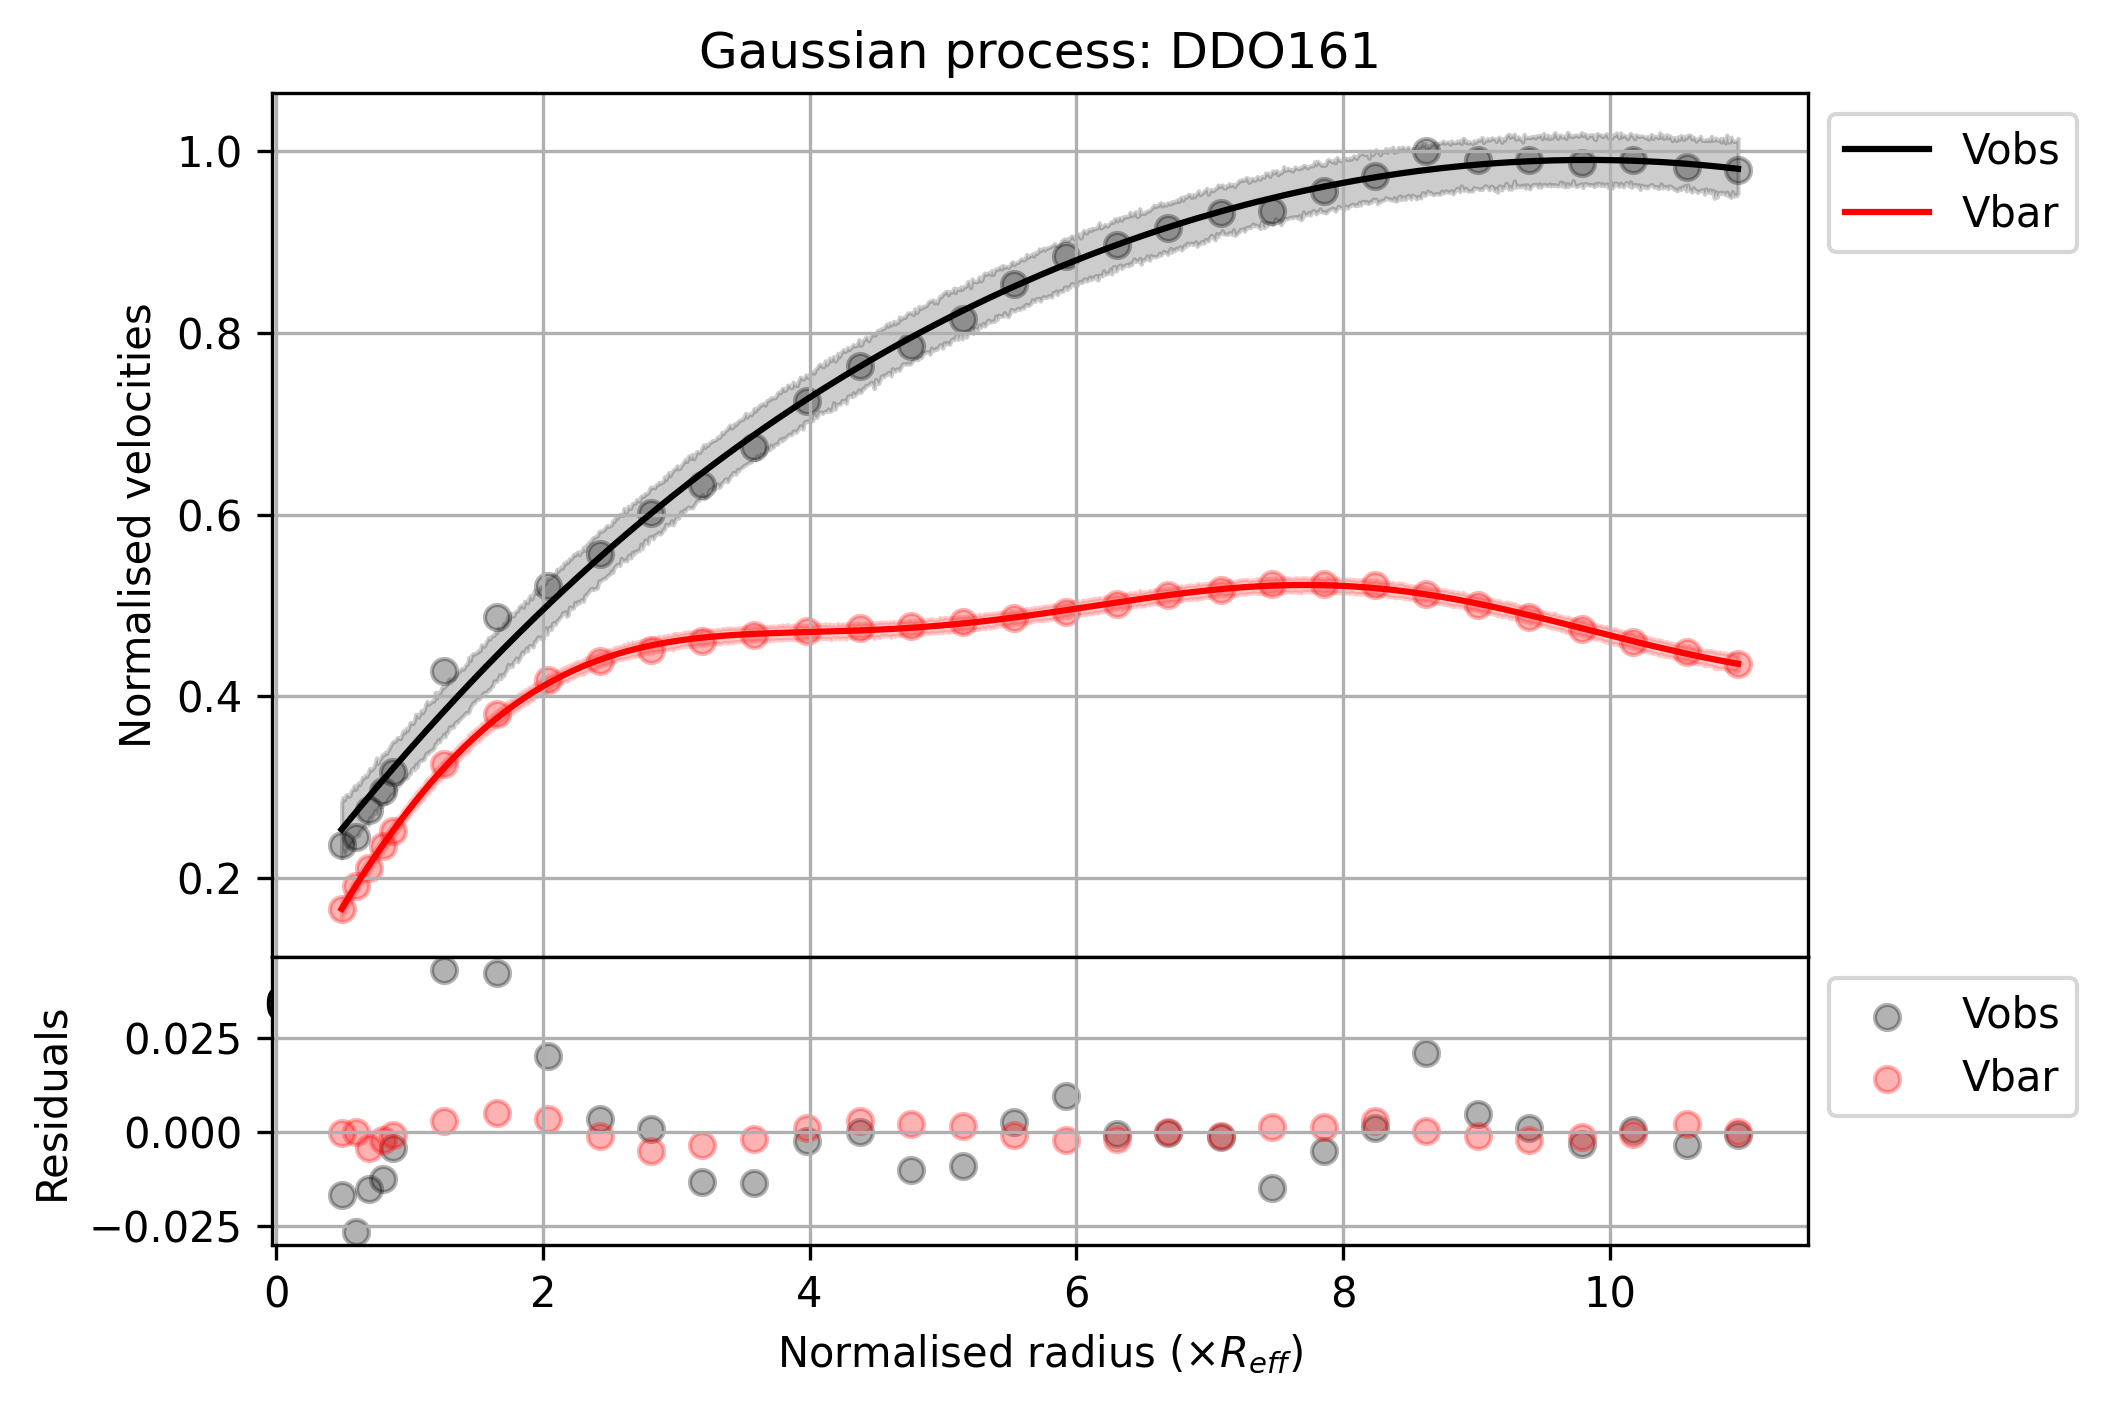 Gaussian process: DDO161
Normalised velocities
1.0
0.8
0.6
0.4
0.2
Vobs
Vbar
Residuals
0.025
0.000
−0.025
Vobs
Vbar
0 2 4 6 8 10
Normalised radius (×R_eff)